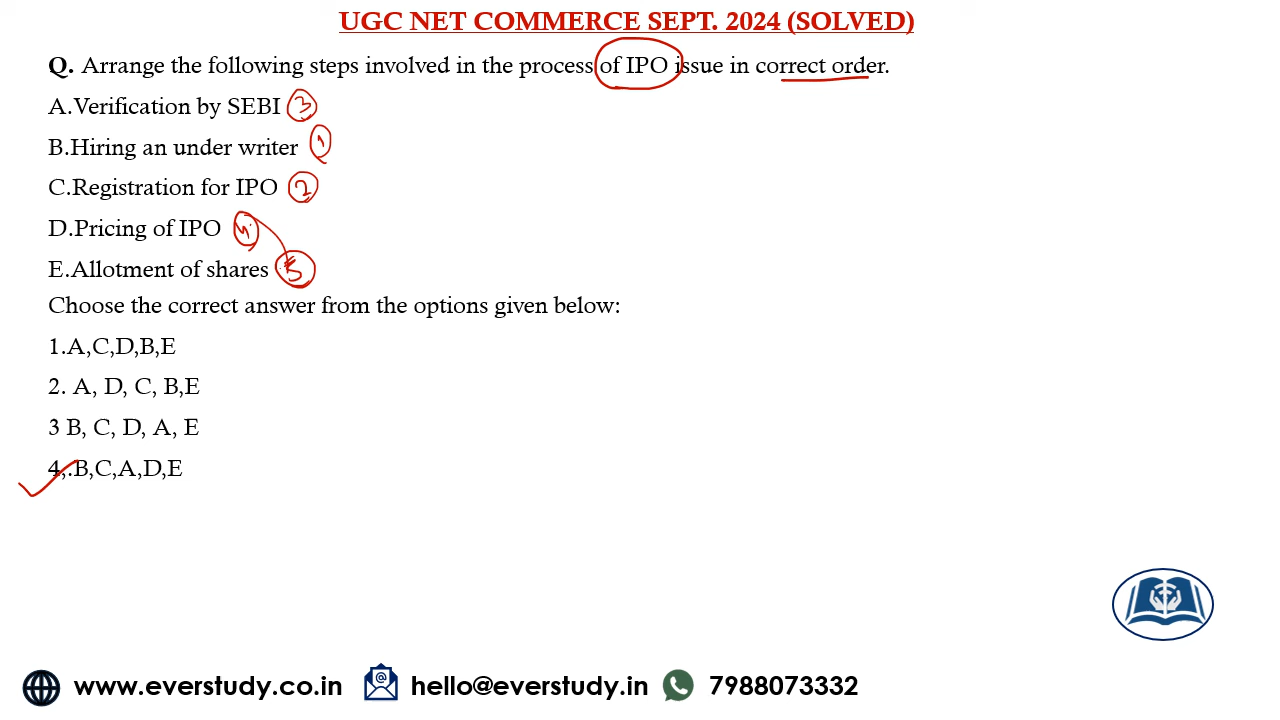 UGC NET COMMERCE SEPT. 2024 (SOLVED)
Q. Arrange the following steps involved in the process of IPO issue in correct order.
A.Verification by SEBI 3
B.Hiring an under writer 1
C.Registration for IPO 2
D.Pricing of IPO 4
E.Allotment of shares 5
Choose the correct answer from the options given below:
1.A,C,D,B,E
2. A, D, C, B,E
3 B, C, D, A, E
4,.B,C,A,D,E
www.everstudy.co.in hello@everstudy.in 7988073332